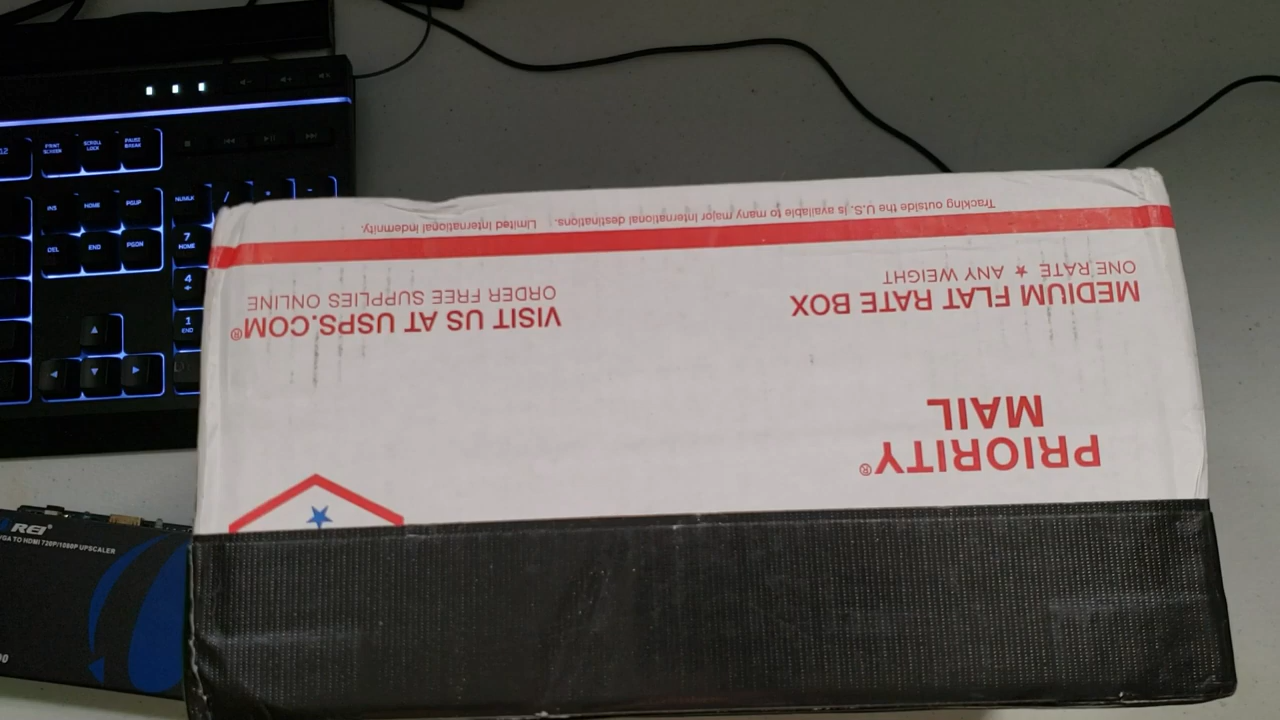 PRINT SCREEN
SCROLL LOCK
PAUSE BREAK
12
INS
HOME
PGUP
NUMLK
/
*
-
DEL
END
PGDN
7
HOME
4
1
END
Tracking outside the U.S. is available to many major international destinations. Limited International indemnity.
MEDIUM FLAT RATE BOX
ONE RATE ★ ANY WEIGHT
VISIT US AT USPS.COM®
ORDER FREE SUPPLIES ONLINE
PRIORITY®
MAIL
REI®
VGA TO HDMI 720P/1080P UPSCALER